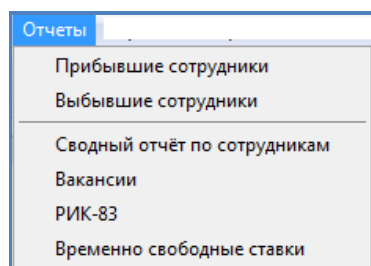 Отчеты
Прибывшие сотрудники
Выбывшие сотрудники
Сводный отчёт по сотрудникам
Вакансии
РИК-83
Временно свободные ставки